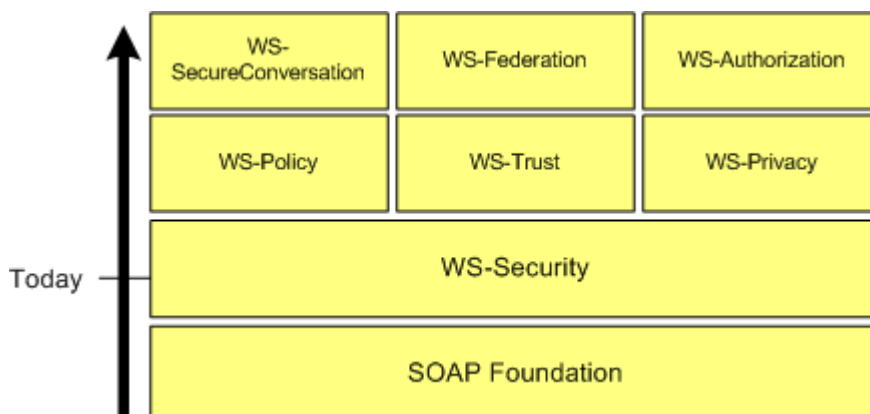 WS-
SecureConversation
WS-Federation
WS-Authorization
WS-Policy
WS-Trust
WS-Privacy
Today
WS-Security
SOAP Foundation